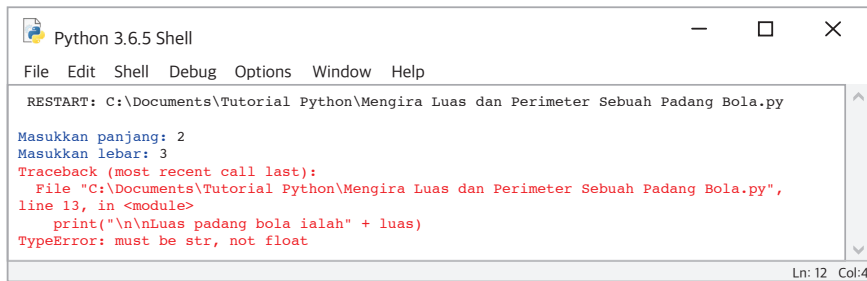 Python 3.6.5 Shell
File Edit Shell Debug Options Window Help
RESTART: C:\Documents\Tutorial Python\Mengira Luas dan Perimeter Sebuah Padang Bola.py
Masukkan panjang: 2
Masukkan lebar: 3
Traceback (most recent call last):
File "C:\Documents\Tutorial Python\Mengira Luas dan Perimeter Sebuah Padang Bola.py",
line 13, in <module>
print("\n\nLuas padang bola ialah" + luas)
TypeError: must be str, not float
Ln: 12 Col:4